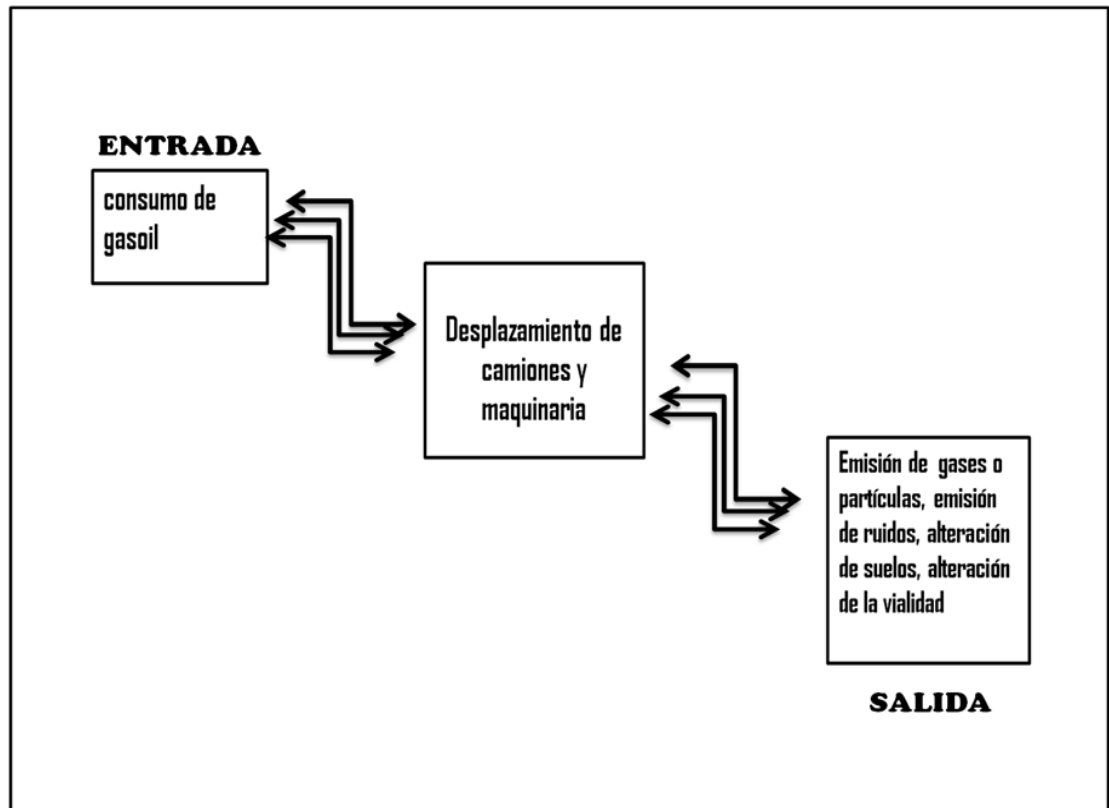 ENTRADA
consumo de
gasoil
Desplazamiento de
camiones y
maquinaria
Emisión de gases o
partículas, emisión
de ruidos, alteración
de suelos, alteración
de la vialidad
SALIDA